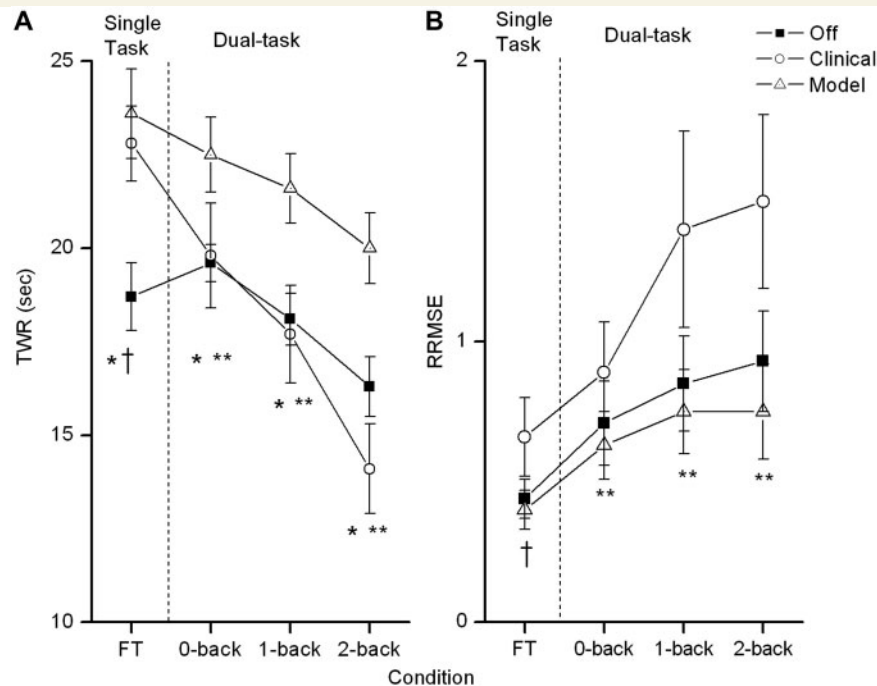 A
Single
Task
Dual-task
25
20
15
10
TWR (sec)
*†
* **
* **
* **
FT
0-back
1-back
2-back
B
Single
Task
Dual-task
Off
Clinical
Model
2
1
0
RRMSE
†
**
**
**
FT
0-back
1-back
2-back
Condition